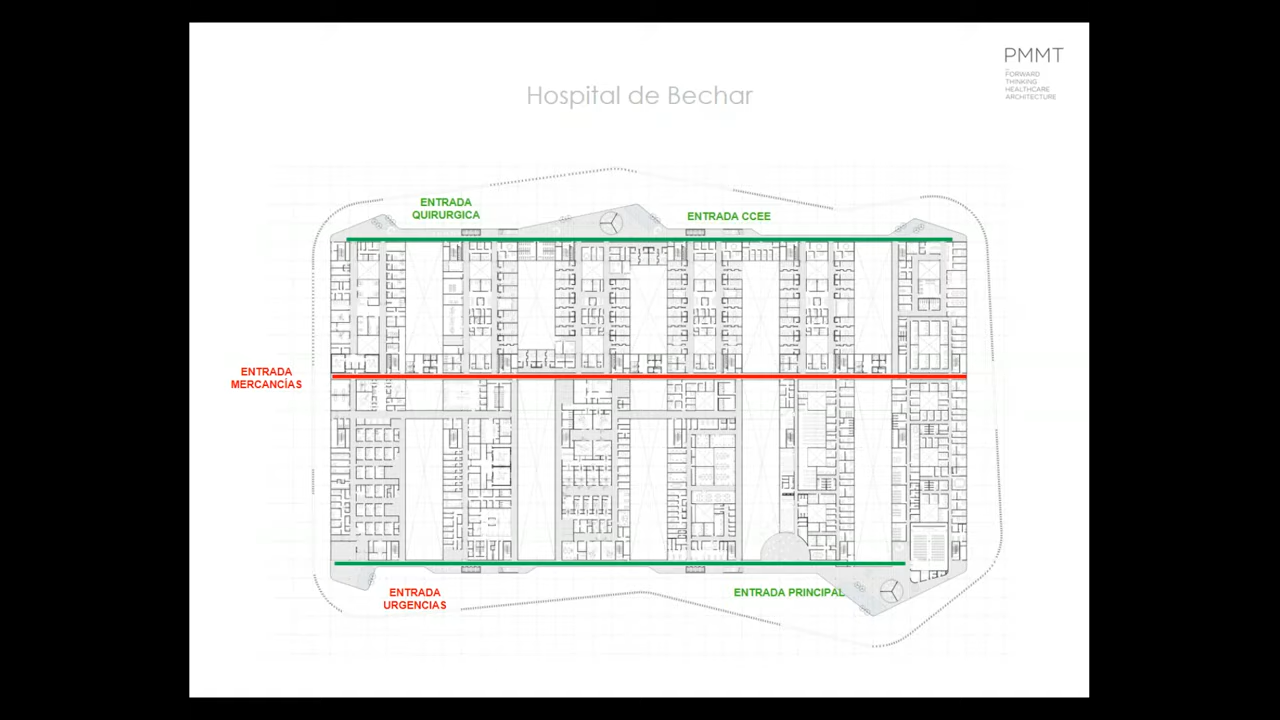 PMMT
FORWARD
THINKING
HEALTHCARE
ARCHITECTURE
Hospital de Bechar
ENTRADA
QUIRURGICA
ENTRADA CCEE
ENTRADA
MERCANCÍAS
ENTRADA
URGENCIAS
ENTRADA PRINCIPAL